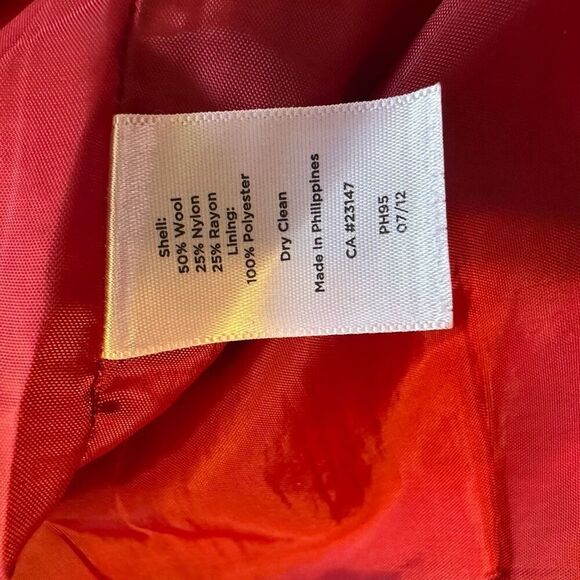 Shell:
50% Wool
25% Nylon
25% Rayon
Lining:
100% Polyester
Dry Clean
Made in Philippines
CA #23147
PH95
07/12